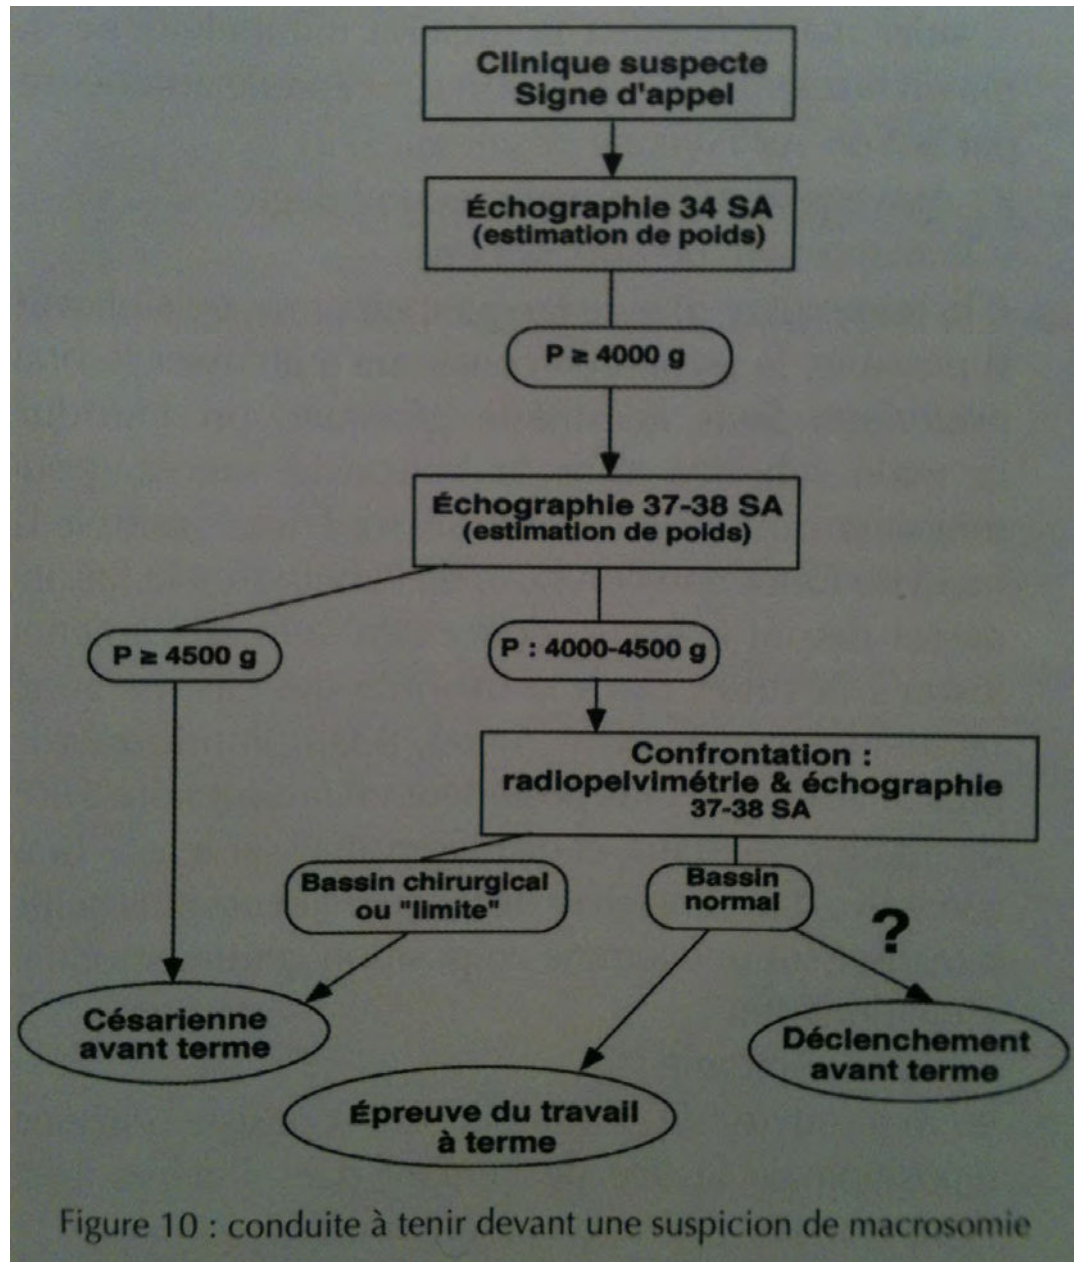 Clinique suspecte
Signe d'appel
Échographie 34 SA
(estimation de poids)
P ≥ 4000 g
Échographie 37-38 SA
(estimation de poids)
P ≥ 4500 g
P : 4000-4500 g
Confrontation :
radiopelvimétrie & échographie
37-38 SA
Bassin chirurgical
ou "limite"
Bassin
normal
?
Césarienne
avant terme
Déclenchement
avant terme
Épreuve du travail
à terme
Figure 10 : conduite à tenir devant une suspicion de macrosomie